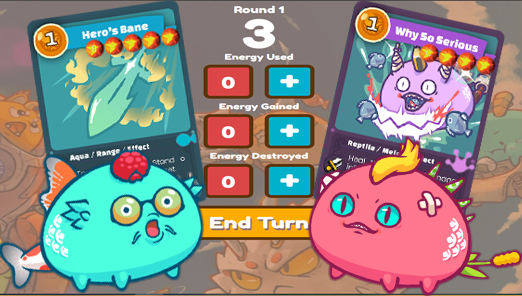 1
Hero's Bane
Aqua / Range / Effect
Round 1
3
Energy Used
0
+
Energy Gained
0
+
Energy Destroyed
0
+
End Turn
1
Why So Serious
Reptile /
Heal